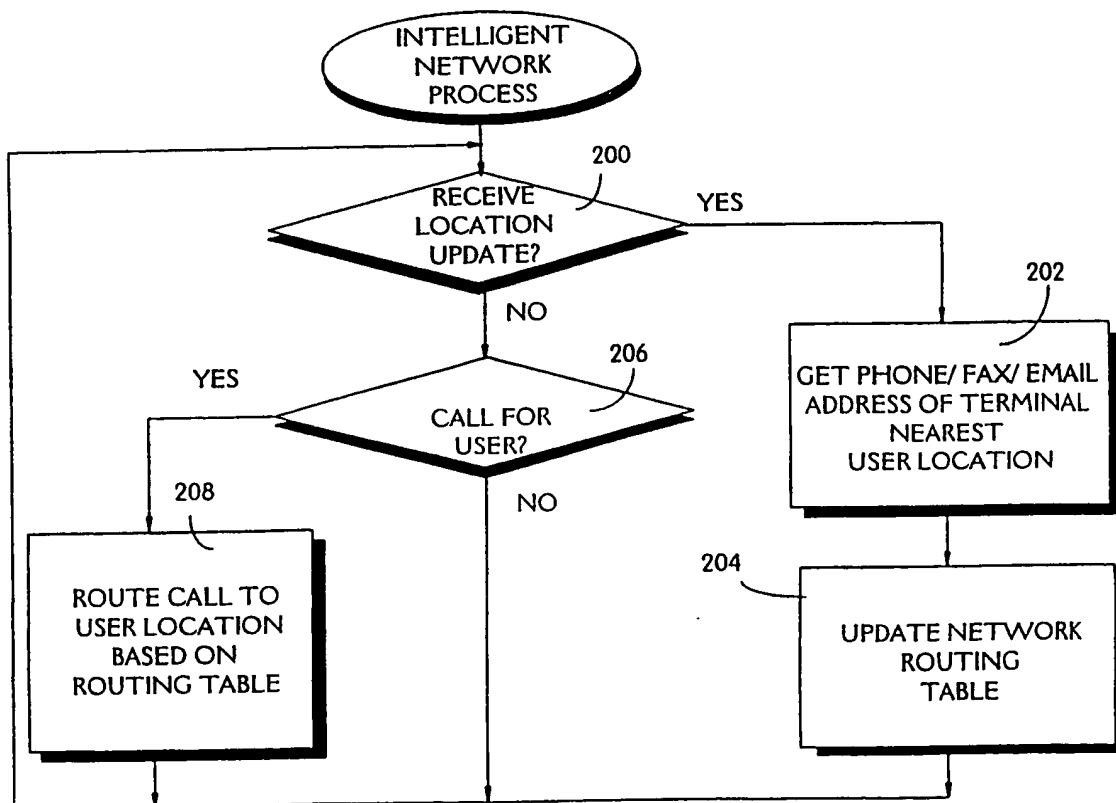 INTELLIGENT
NETWORK
PROCESS
200
RECEIVE
LOCATION
UPDATE?
YES
NO
202
GET PHONE/ FAX/ EMAIL
ADDRESS OF TERMINAL
NEAREST
USER LOCATION
206
CALL FOR
USER?
YES
NO
208
ROUTE CALL TO
USER LOCATION
BASED ON
ROUTING TABLE
204
UPDATE NETWORK
ROUTING
TABLE